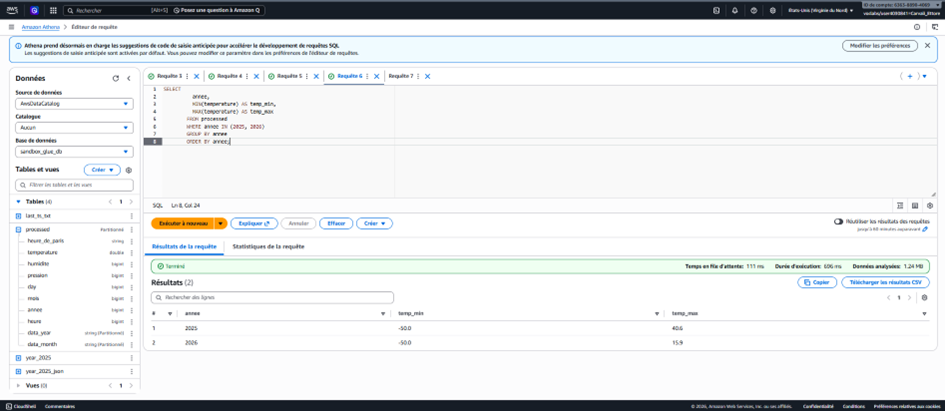 aws
Rechercher
[Alt+S]
Posez une question à Amazon Q
États-Unis (Virginie du Nord)
Amazon Athena > Éditeur de requête
Athena prend désormais en charge les suggestions de code de saisie anticipée pour accélérer le développement de requêtes SQL
Les suggestions de saisie anticipée sont activées par défaut. Vous pouvez modifier ce paramètre dans les préférences de l'éditeur de requêtes.
Modifier les préférences
Données
Source de données
AwsDataCatalog
Catalogue
Aucun
Base de données
sandbox_glue_db
Tables et vues
Créer
Filtrer les tables et les vues
Tables (4)
< 1 >
last_ts_txt
processed Partitionné
heure_de_paris string
temperature double
humidite bigint
pression bigint
day bigint
mois bigint
annee bigint
heure bigint
data_year string (Partitionné)
data_month string (Partitionné)
year_2025
year_2025_json
Vues (0)
< 1 >
Requête 3
Requête 4
Requête 5
Requête 6
Requête 7
1 SELECT
2 annee,
3 MIN(temperature) AS temp_min,
4 MAX(temperature) AS temp_max
5 FROM processed
6 WHERE annee IN (2025, 2026)
7 GROUP BY annee
8 ORDER BY annee;
SQL Ln 8, Col 24
Exécuter à nouveau
Expliquer
Annuler
Effacer
Créer
Réutiliser les résultats des requêtes
jusqu'à 60 minutes auparavant
Résultats de la requête
Statistiques de la requête
Terminé
Temps en file d'attente: 111 ms
Durée d'exécution: 606 ms
Données analysées: 1.24 MB
Résultats (2)
Copier
Télécharger les résultats CSV
Rechercher des lignes
< 1 >
# annee temp_min temp_max
1 2025 -50.0 40.6
2 2026 -50.0 15.9
CloudShell
Commentaires
© 2026, Amazon Web Services, Inc. ou ses affiliés.
Confidentialité
Conditions
Préférences relatives aux cookies